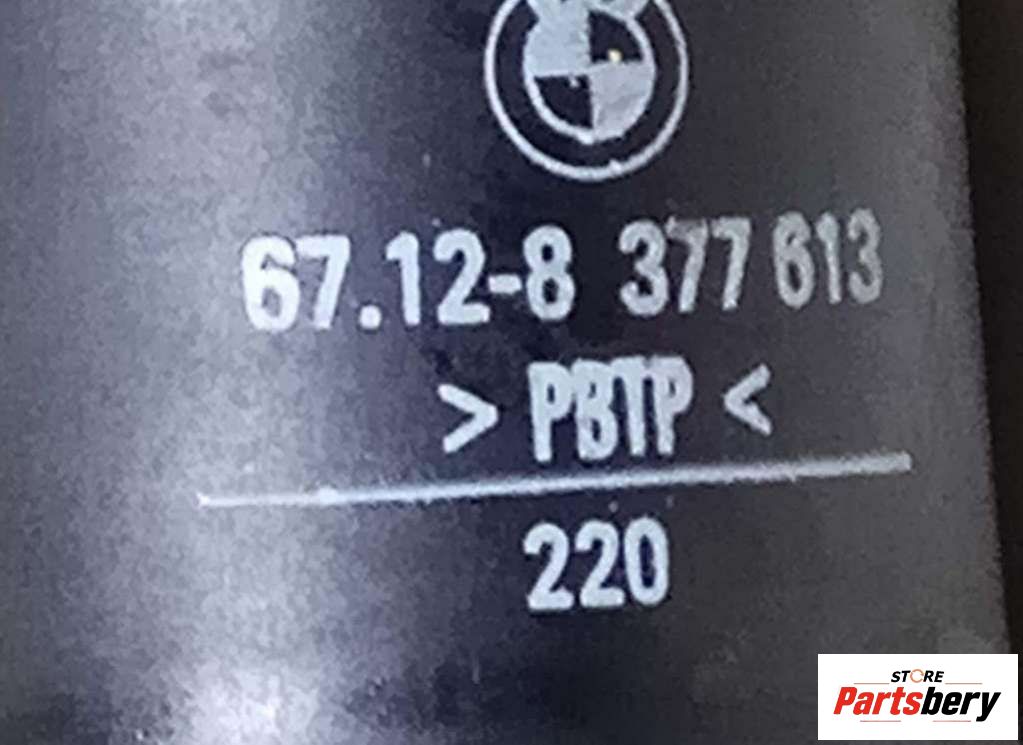 67.12-8 377 613
> PBTP <
220
STORE
Partsbery